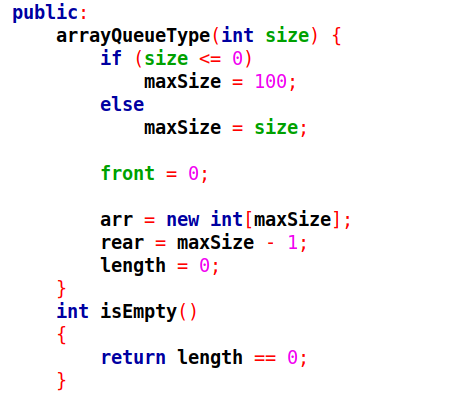 public:
    arrayQueueType(int size) {
        if (size <= 0)
            maxSize = 100;
        else
            maxSize = size;

        front = 0;

        arr = new int[maxSize];
        rear = maxSize - 1;
        length = 0;
    }
    int isEmpty()
    {
        return length == 0;
    }